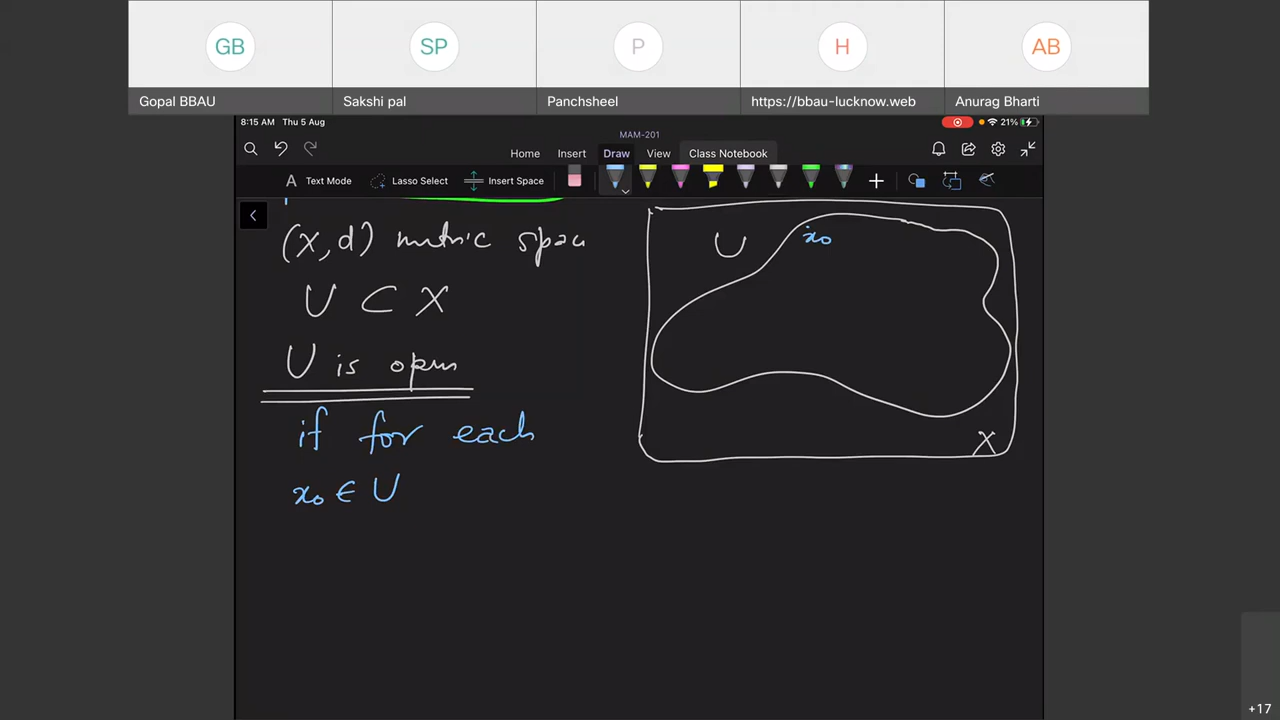 GB SP P H AB
Gopal BBAU Sakshi pal Panchsheel https://bbau-lucknow.web Anurag Bharti
8:15 AM Thu 5 Aug 21%
MAM-201
Home Insert Draw View Class Notebook
A Text Mode Lasso Select Insert Space
(X,d) metric spac
U ⊂ X
U is open
if for each
x₀ ∈ U
U x₀
X
+17